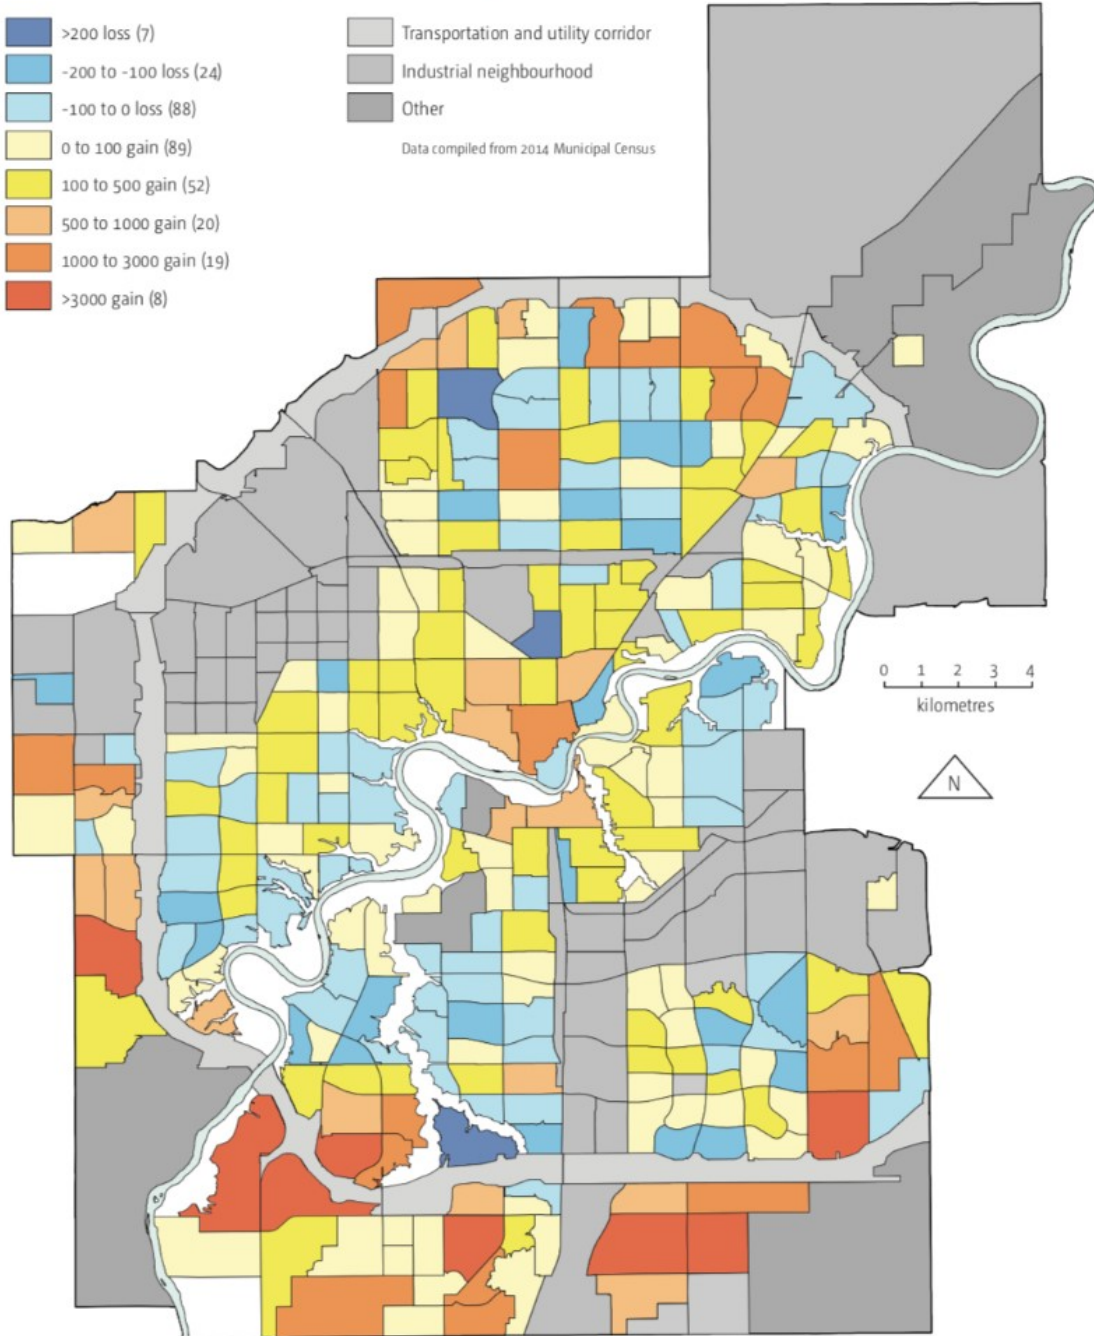 >200 loss (7)
-200 to -100 loss (24)
-100 to 0 loss (88)
0 to 100 gain (89)
100 to 500 gain (52)
500 to 1000 gain (20)
1000 to 3000 gain (19)
>3000 gain (8)
Transportation and utility corridor
Industrial neighbourhood
Other
Data compiled from 2014 Municipal Census
0 1 2 3 4
kilometres
N